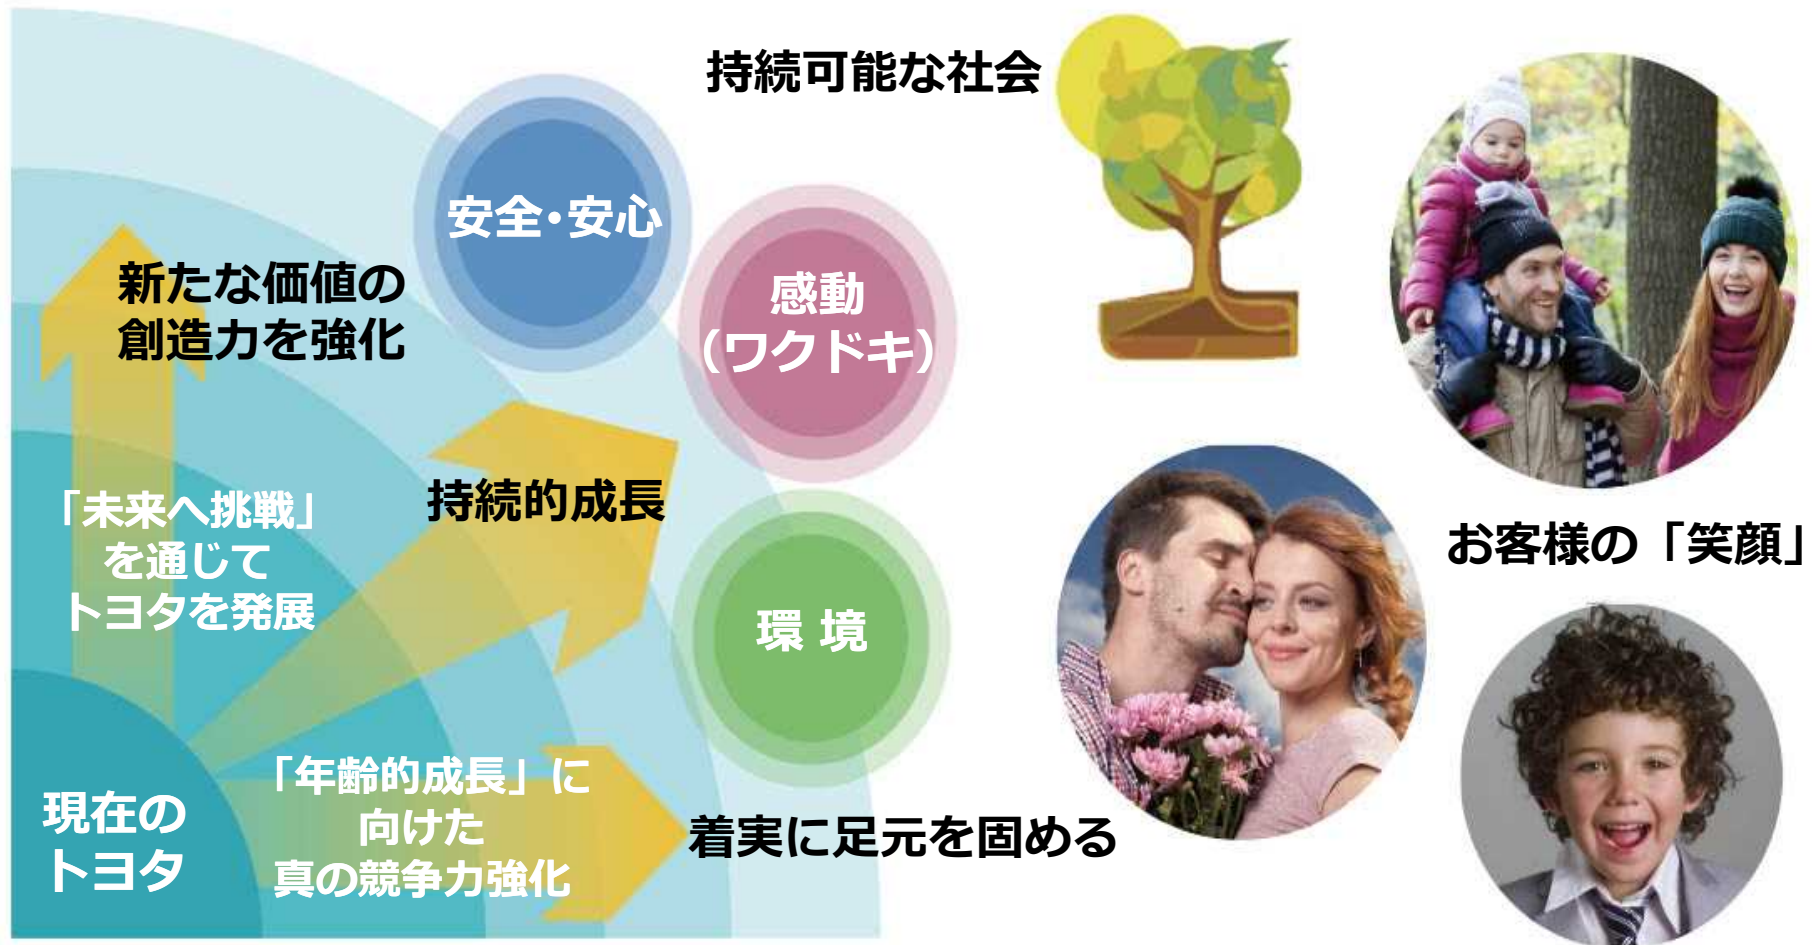 持続可能な社会
安全・安心
感動
（ワクドキ）
新たな価値の
創造力を強化
持続的成長
「未来へ挑戦」
を通じて
トヨタを発展
環 境
お客様の「笑顔」
「年齢的成長」に
向けた
真の競争力強化
着実に足元を固める
現在の
トヨタ